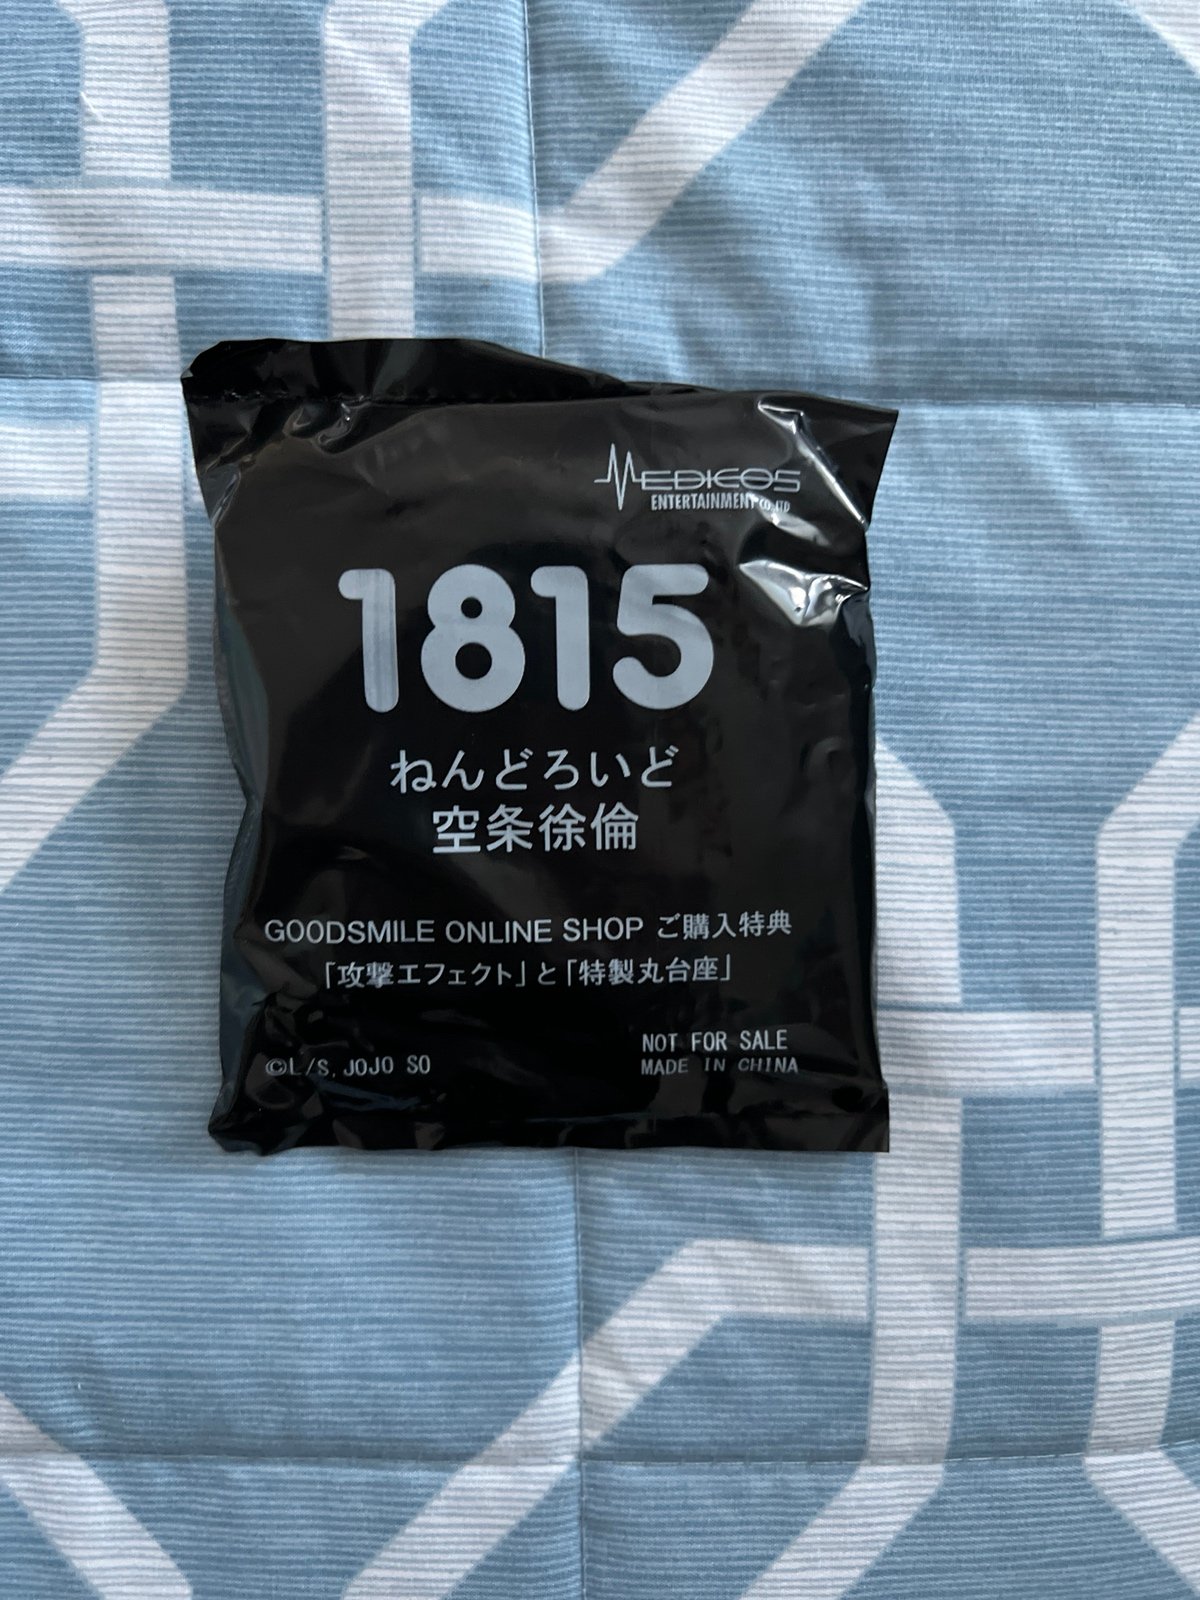 MEDICOS
ENTERTAINMENT CO.,LTD
1815
ねんどろいど
空条徐倫
GOODSMILE ONLINE SHOP ご購入特典
「攻撃エフェクト」と「特製丸台座」
NOT FOR SALE
©L/S, JOJO SO MADE IN CHINA